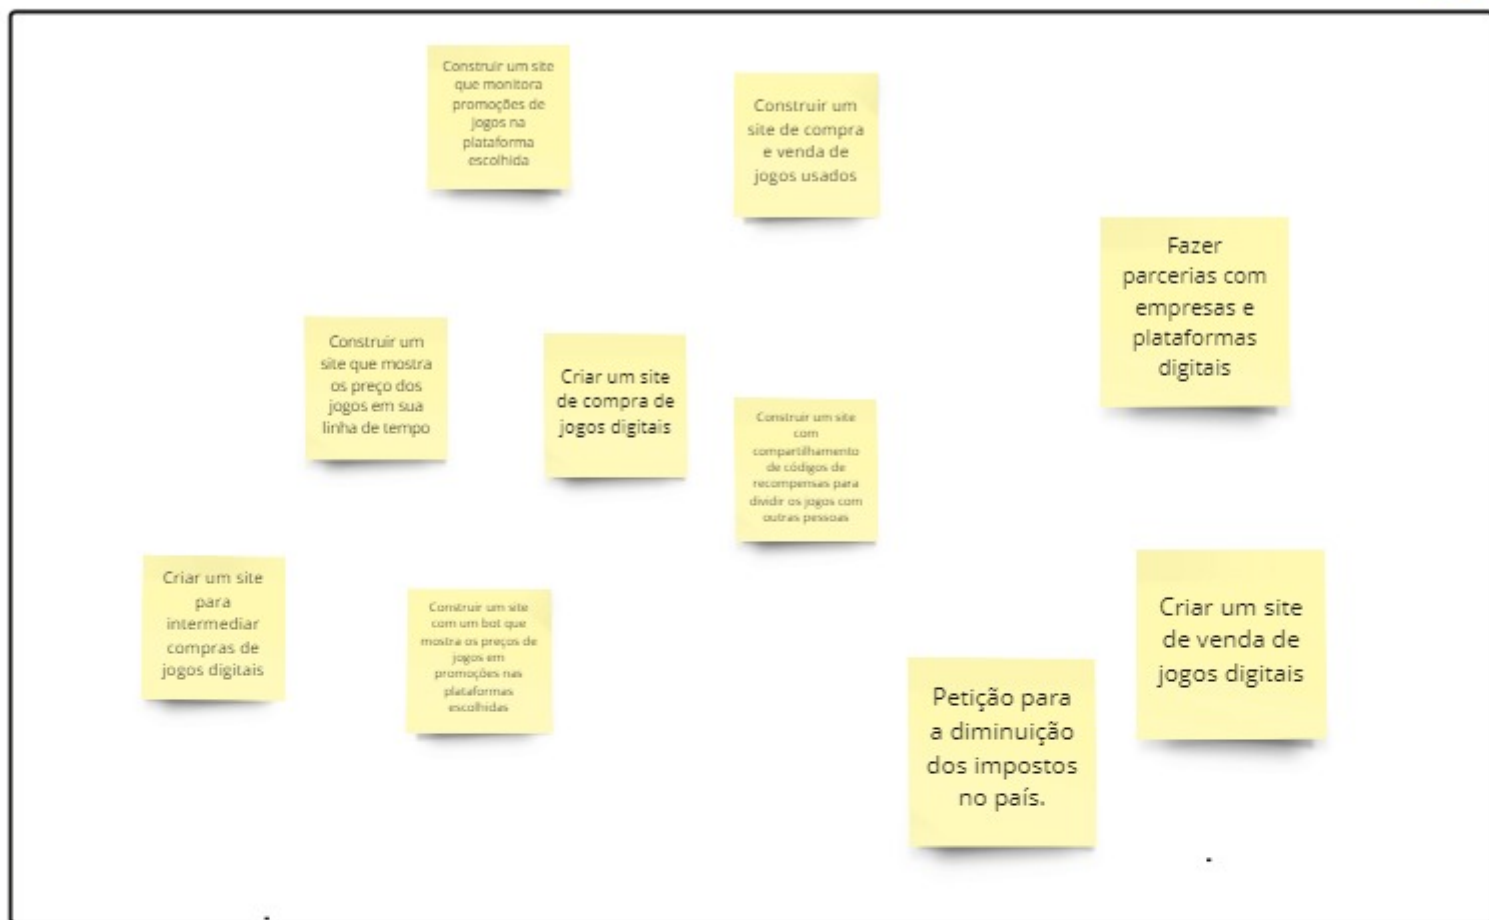 Construir um site
que monitora
promoções de
jogos na
plataforma
escolhida
Construir um
site de compra
e venda de
jogos usados
Fazer
parcerias com
empresas e
plataformas
digitais
Construir um
site que mostra
os preço dos
jogos em sua
linha de tempo
Criar um site
de compra de
jogos digitais
Construir um site
com
compartilhamento
de códigos de
recompensas para
dividir os jogos com
outras pessoas
Criar um site
para
intermediar
compras de
jogos digitais
Construir um site
com um bot que
mostra os preços de
jogos em
promoções nas
plataformas
escolhidas
Criar um site
de venda de
jogos digitais
Petição para
a diminuição
dos impostos
no país.